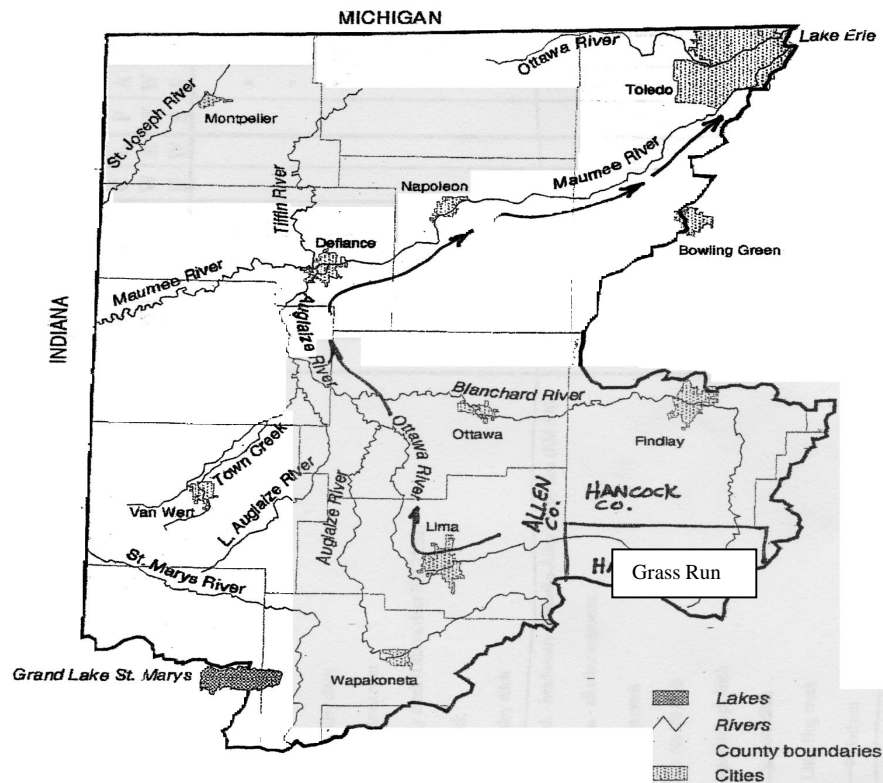 MICHIGAN
Lake Erie
Ottawa River
Toledo
St. Joseph River
Montpelier
Tiffin River
Napoleon
Maumee River
Bowling Green
Defiance
Maumee River
INDIANA
Auglaize River
Blanchard River
Ottawa
Findlay
Ottawa River
Town Creek
Van Wert
L. Auglaize River
Auglaize River
ALLEN
CO.
HANCOCK
CO.
Lima
St. Marys River
Grass Run
Grand Lake St. Marys
Wapakoneta
Lakes
Rivers
County boundaries
Cities